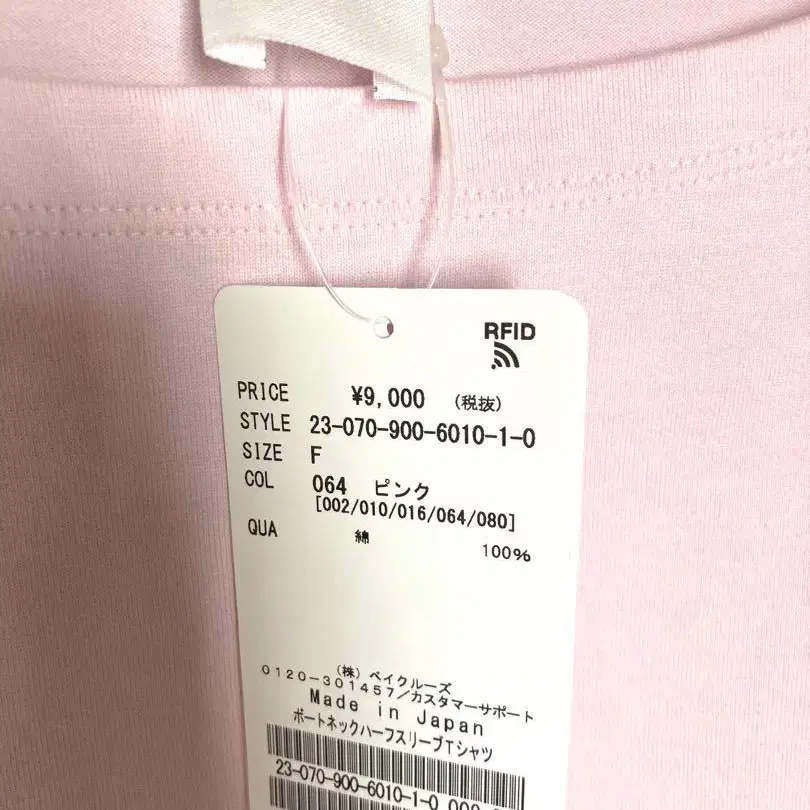 RFID
PRICE ¥9,000 (税抜)
STYLE 23-070-900-6010-1-0
SIZE F
COL 064 ピンク
[002/010/016/064/080]
QUA 綿 100%
(株) ベイクルーズ
0120-301457/カスタマーサポート
Made in Japan
ボートネックハーフスリーブTシャツ
23-070-900-6010-1-0